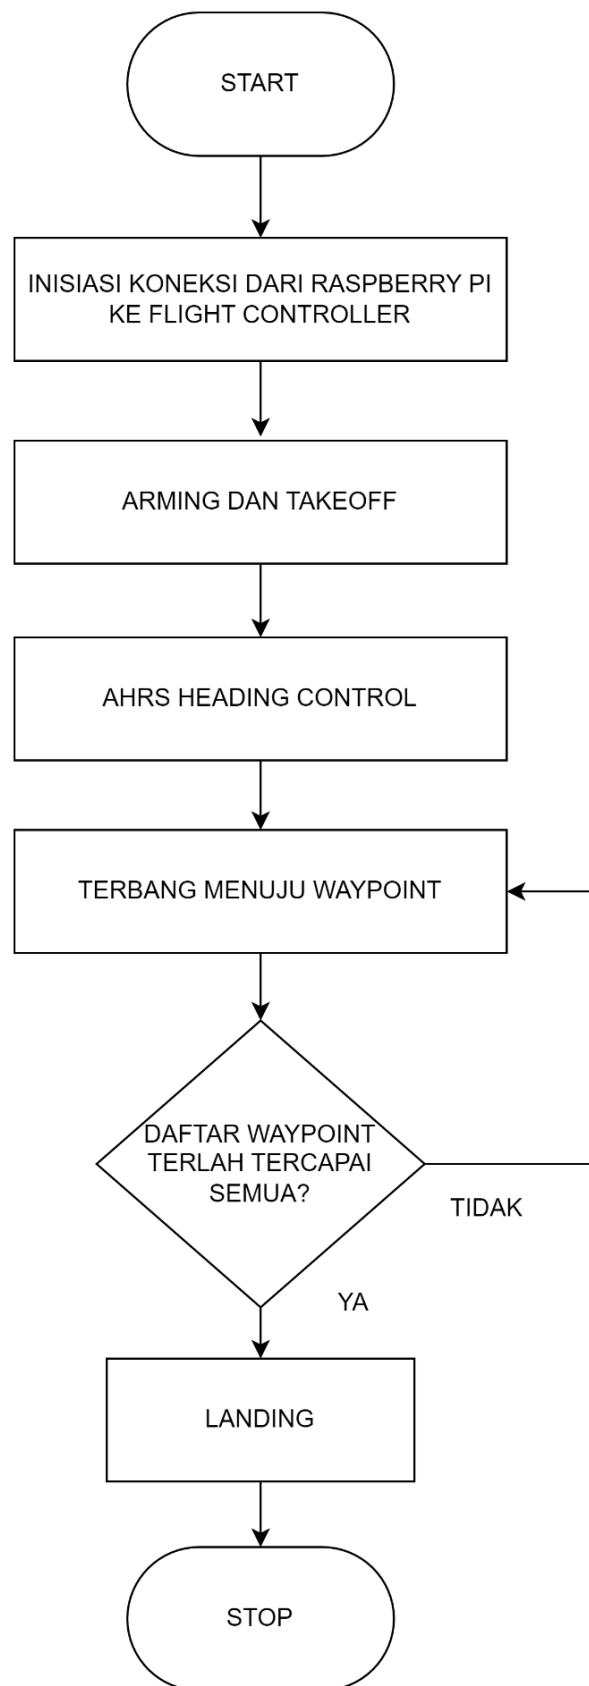 START
INISIASI KONEKSI DARI RASPBERRY PI
KE FLIGHT CONTROLLER
ARMING DAN TAKEOFF
AHRS HEADING CONTROL
TERBANG MENUJU WAYPOINT
DAFTAR WAYPOINT
TERLAH TERCAPAI
SEMUA?
TIDAK
YA
LANDING
STOP